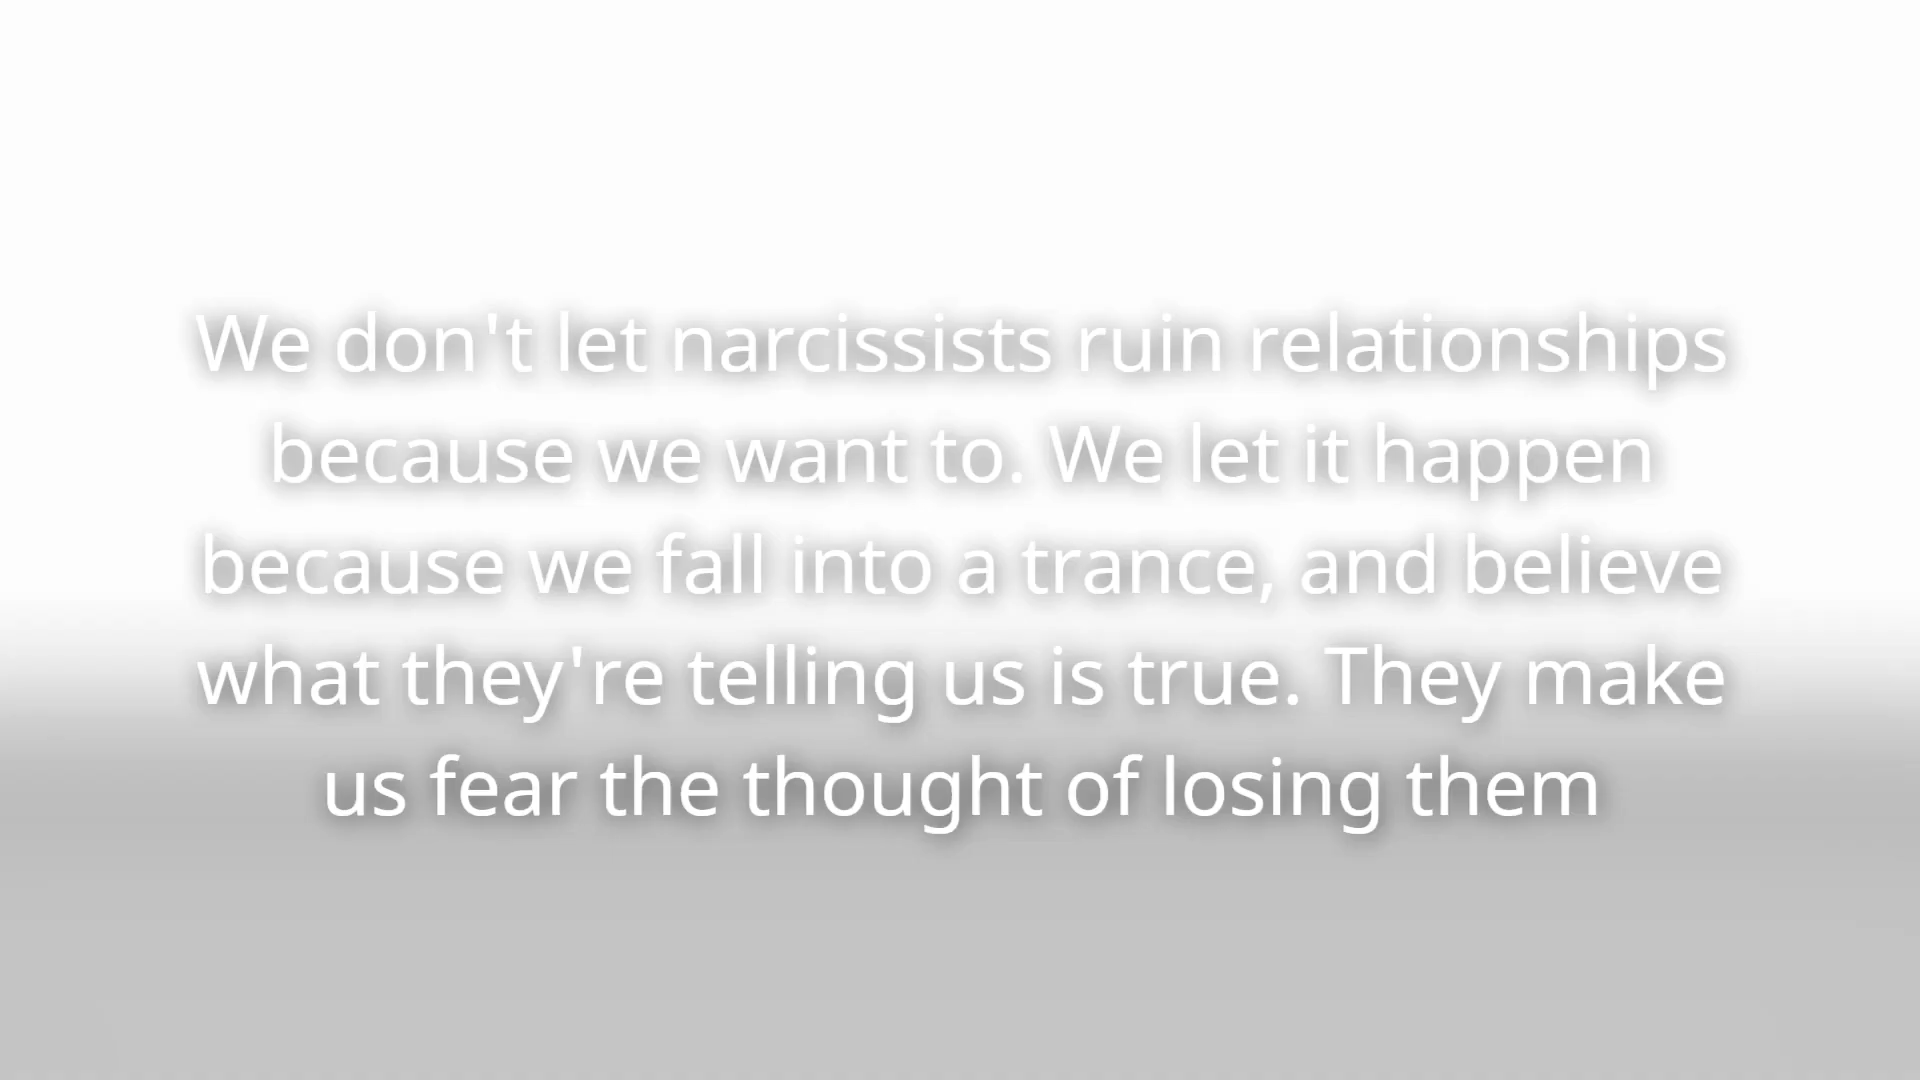 We don't let narcissists ruin relationships
because we want to. We let it happen
because we fall into a trance, and believe
what they're telling us is true. They make
us fear the thought of losing them